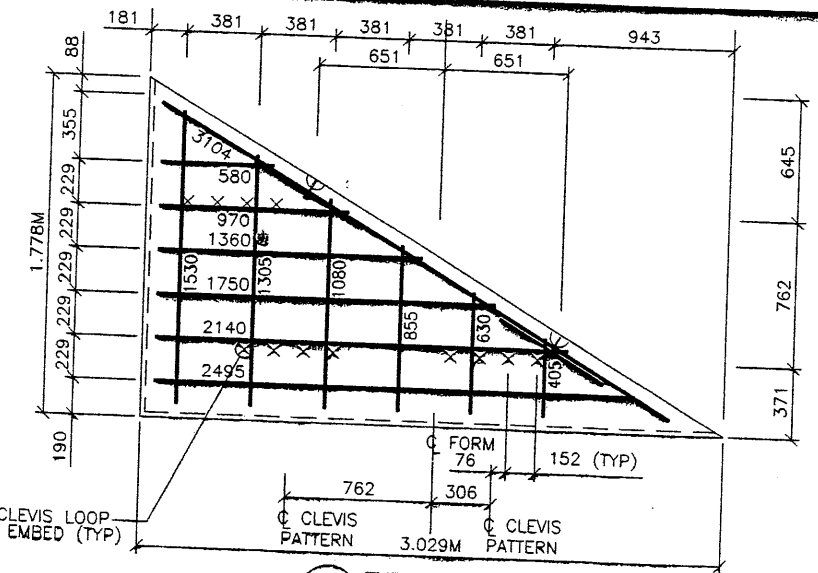 181 381 381 381 381 381 943
88
651 651
355
3104
580
645
229
970
229
1360
1.778M
1530
1305
1080
229
1750
762
855
630
229
2140
405
229
2495
371
190
℄ FORM
76 152 (TYP)
762 306
CLEVIS LOOP
EMBED (TYP)
℄ CLEVIS
PATTERN
℄ CLEVIS
PATTERN
3.029M